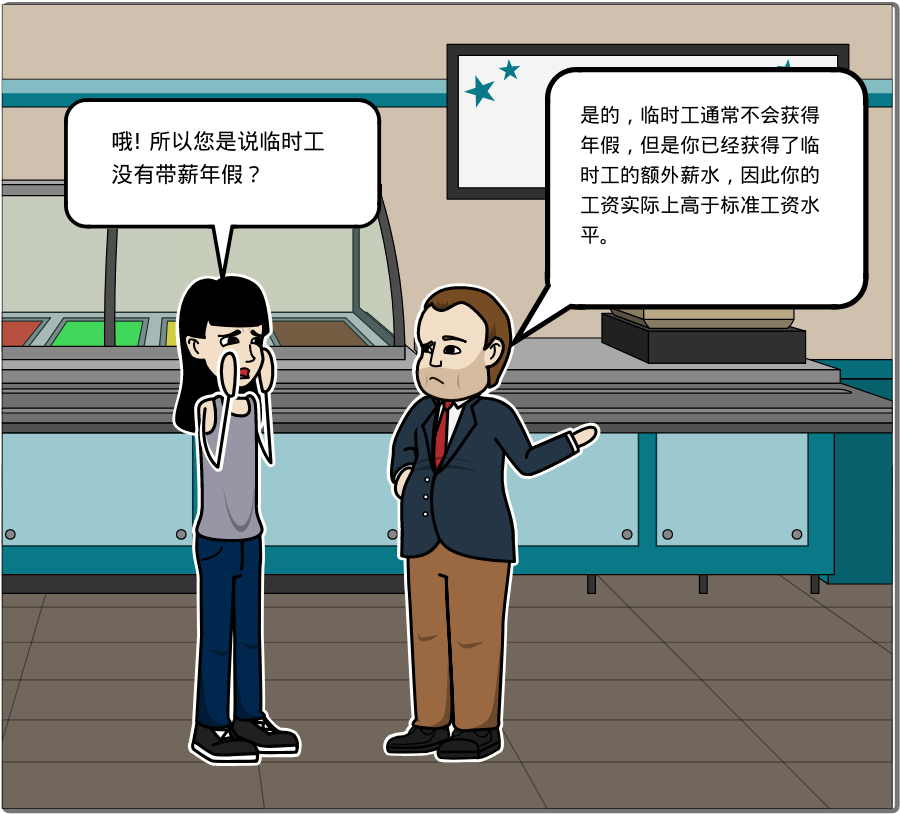 哦! 所以您是说临时工
没有带薪年假？
是的，临时工通常不会获得
年假，但是你已经获得了临
时工的额外薪水，因此你的
工资实际上高于标准工资水
平。